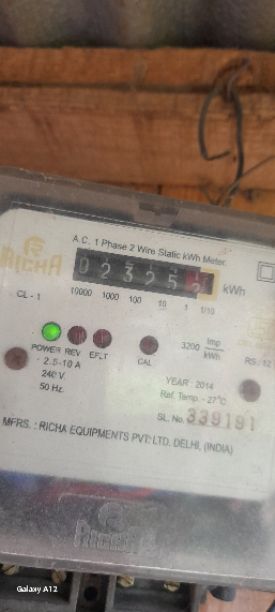 A.C. 1 Phase 2 Wire Static kWh Meter.
RICHA
0 2 3 2 5
kWh
CL - 1
10000 1000 100 10 1 1/10
3200 Imp/kWh
POWER REV EFLT
CAL
2.5-10 A
240 V
50 Hz.
YEAR : 2014
Ref. Temp. - 27°C
SL. No. 339191
MFRS. : RICHA EQUIPMENTS PVT. LTD. DELHI, (INDIA)
RICHA
Galaxy A12